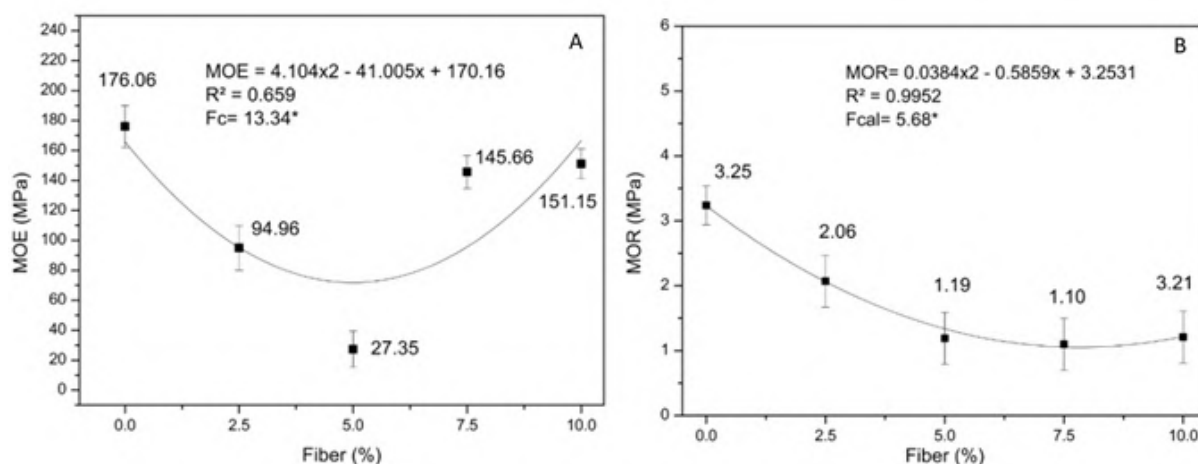 A
MOE = 4.104x2 - 41.005x + 170.16
R² = 0.659
Fc= 13.34*
176.06
94.96
27.35
145.66
151.15
MOE (MPa)
240
220
200
180
160
140
120
100
80
60
40
20
0
0.0 2.5 5.0 7.5 10.0
Fiber (%)
B
MOR= 0.0384x2 - 0.5859x + 3.2531
R² = 0.9952
Fcal= 5.68*
3.25
2.06
1.19
1.10
3.21
MOR (MPa)
6
5
4
3
2
1
0
0.0 2.5 5.0 7.5 10.0
Fiber (%)